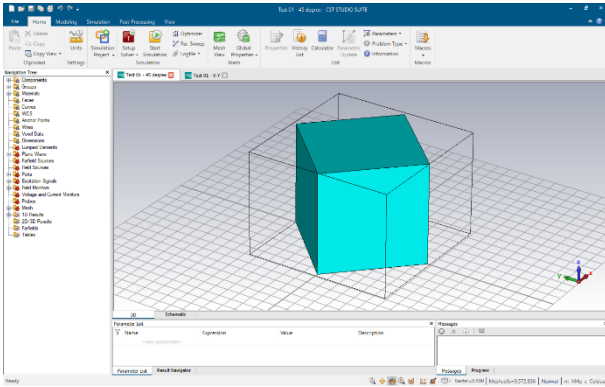 Test 01 - 45 degree - CST STUDIO SUITE
File Home Modeling Simulation Post-Processing View
Paste
Delete
Copy
Copy View
Clipboard
Units
Settings
Simulation Project
Setup Solver
Start Simulation
Optimizer
Par. Sweep
Logfile
Simulation
Mesh View
Global Properties
Mesh
Properties
History List
Calculator
Parametric Update
Parameters
Problem Type
Information
Edit
Macros
Macros
Navigation Tree
Test 01 - 45 degree
Components
Groups
Materials
Faces
Curves
WCS
Anchor Points
Wires
Voxel Data
Dimensions
Lumped Elements
Plane Wave
Farfield Sources
Field Sources
Ports
Excitation Signals
Field Monitors
Voltage and Current Monitors
Probes
Mesh
1D Results
2D/3D Results
Farfields
Tables
3D Schematic
Parameter List
Name Expression Value Description
<new parameter>
Parameter List Result Navigator
Messages
Messages Progress
Ready
Normal